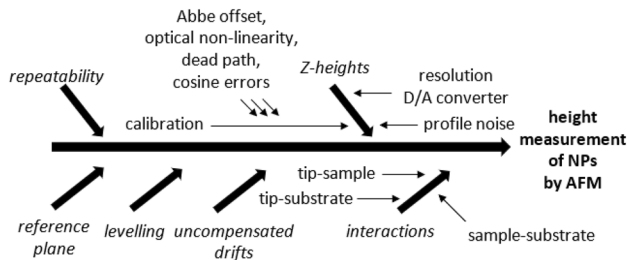 Abbe offset,
optical non-linearity,
dead path,
cosine errors
repeatability
Z-heights
resolution
D/A converter
calibration
profile noise
height
measurement
of NPs
by AFM
tip-sample
tip-substrate
reference
plane
levelling
uncompensated
drifts
interactions
sample-substrate